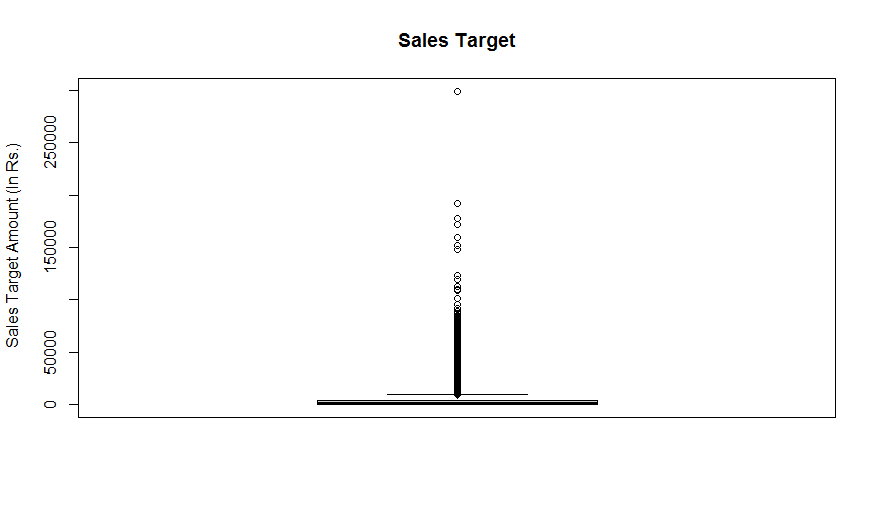 Sales Target
Sales Target Amount (In Rs.)
250000
150000
50000
0